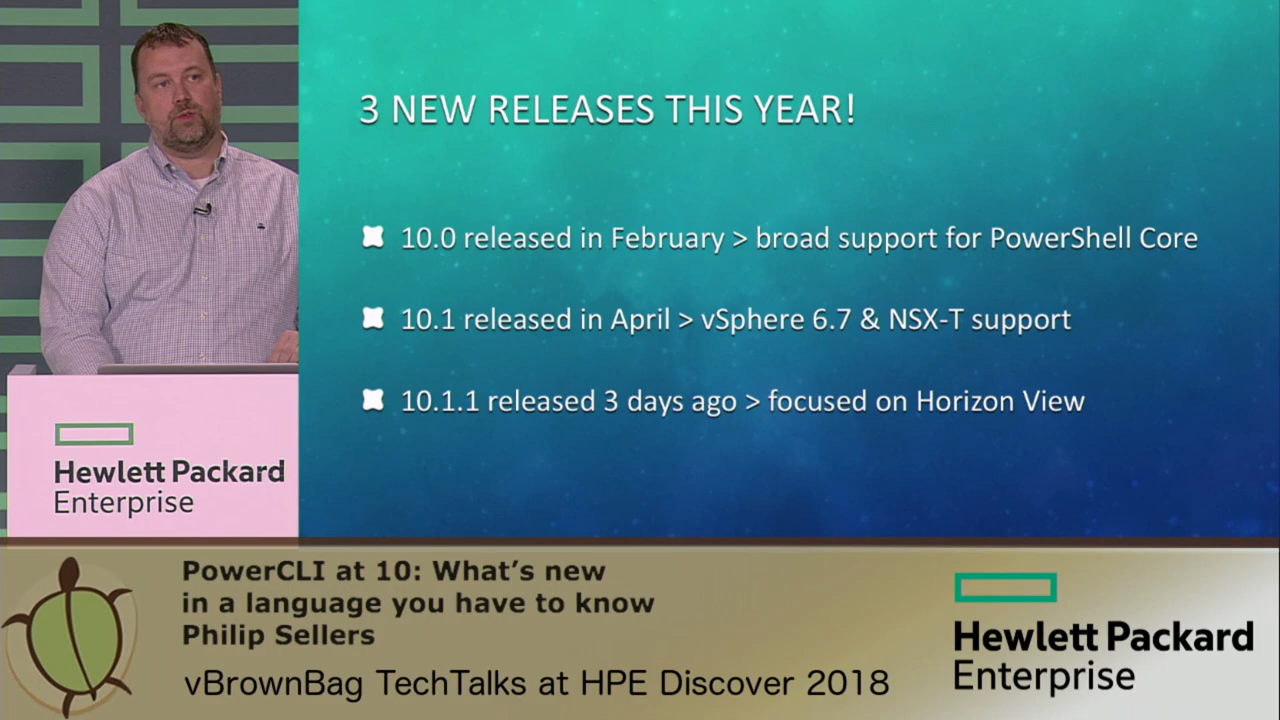 3 NEW RELEASES THIS YEAR!
10.0 released in February > broad support for PowerShell Core
10.1 released in April > vSphere 6.7 & NSX-T support
10.1.1 released 3 days ago > focused on Horizon View
Hewlett Packard
Enterprise
PowerCLI at 10: What's new
in a language you have to know
Philip Sellers
vBrownBag TechTalks at HPE Discover 2018
Hewlett Packard
Enterprise